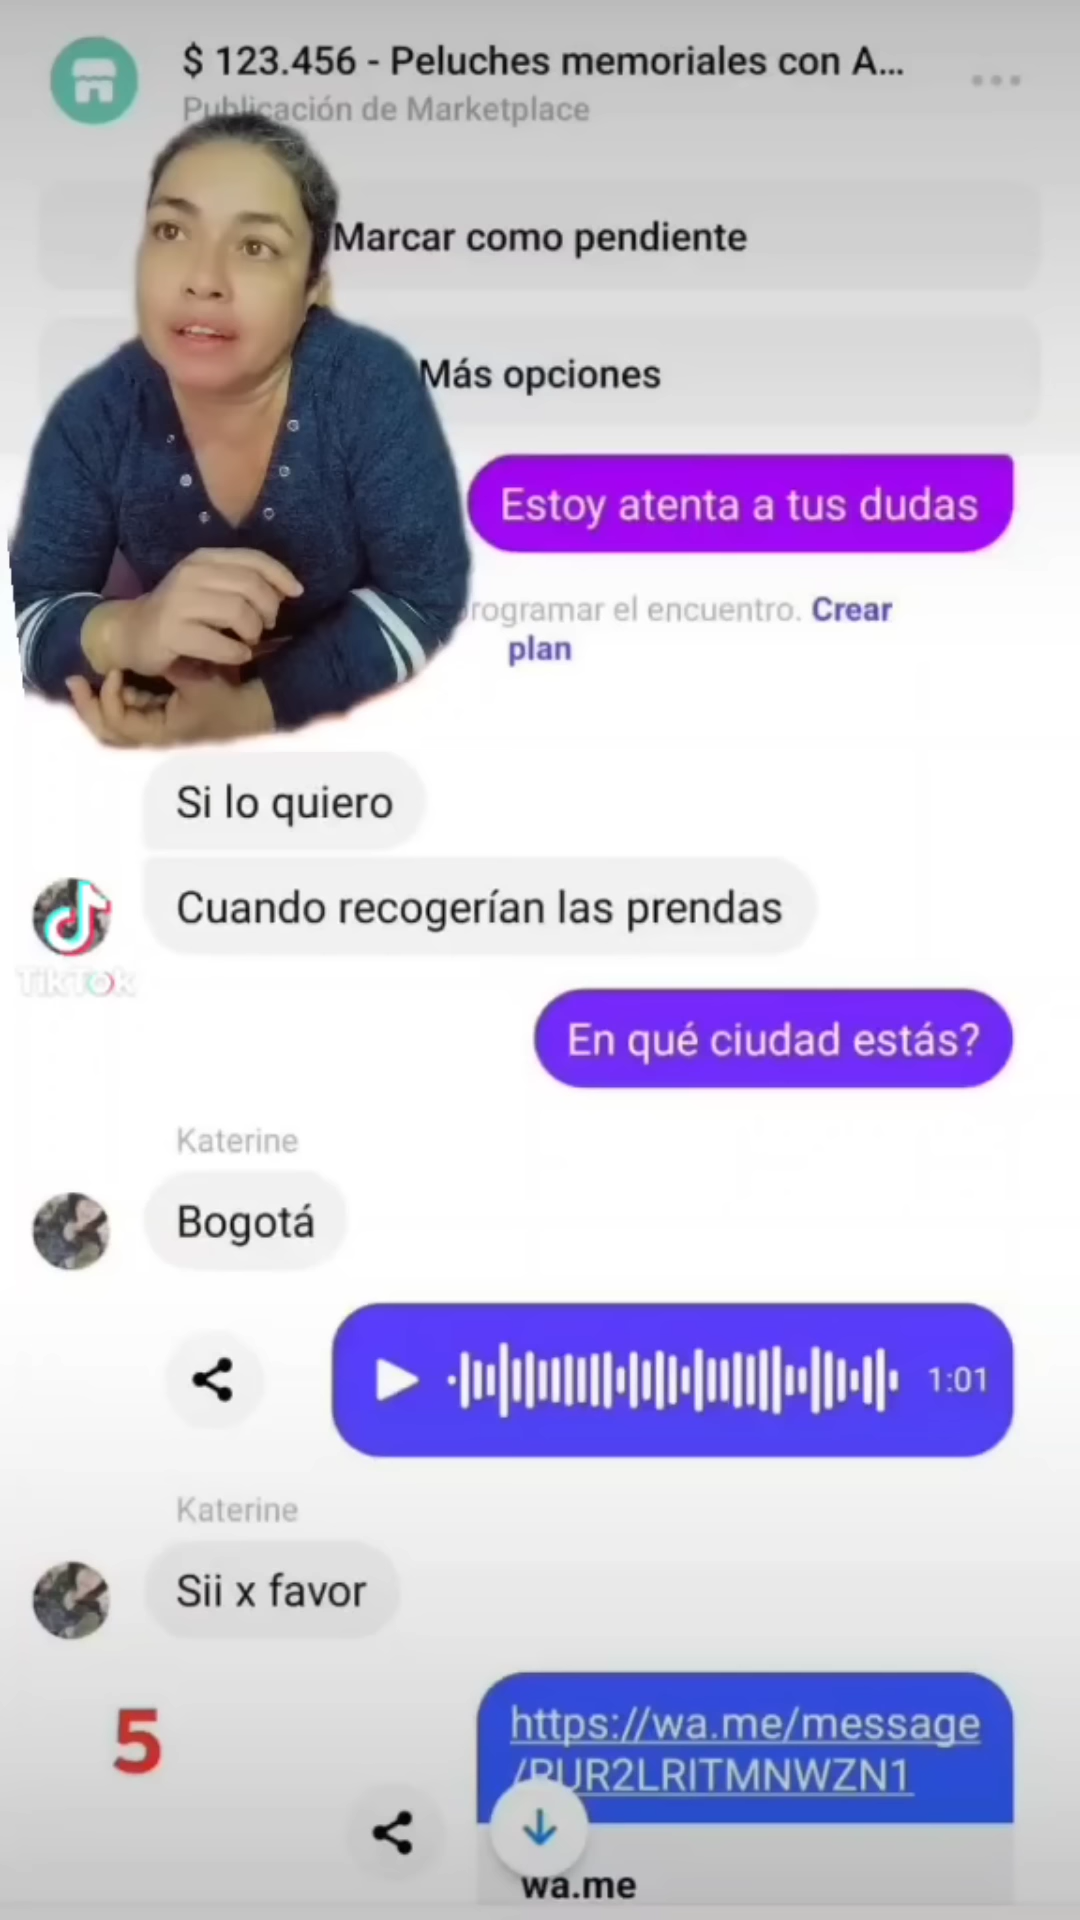 $ 123.456 - Peluches memoriales con A...
Publicación de Marketplace
Marcar como pendiente
Más opciones
Estoy atenta a tus dudas
el encuentro. Crear
plan
Si lo quiero
Cuando recogerían las prendas
TikTok
En qué ciudad estás?
Katerine
Bogotá
1:01
Katerine
Sii x favor
5
https://wa.me/message
wa.me